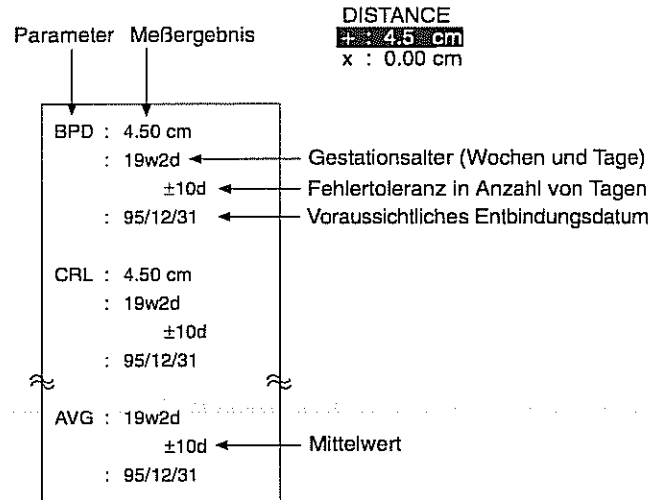 DISTANCE
+ : 4.5 cm
x : 0.00 cm
Parameter Meßergebnis
BPD : 4.50 cm
: 19w2d Gestationsalter (Wochen und Tage)
±10d Fehlertoleranz in Anzahl von Tagen
: 95/12/31 Voraussichtliches Entbindungsdatum
CRL : 4.50 cm
: 19w2d
±10d
: 95/12/31
AVG : 19w2d
±10d Mittelwert
: 95/12/31